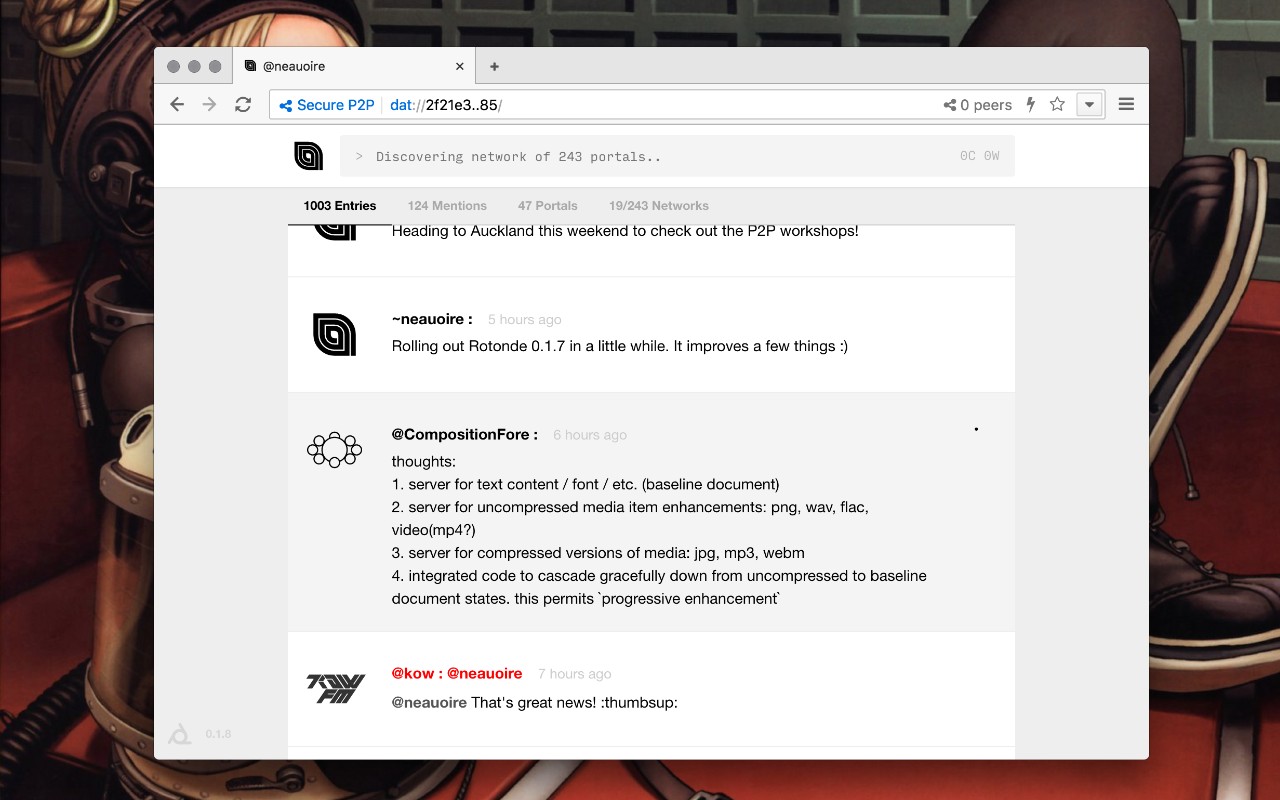 @neauoire
Secure P2P dat://2f21e3..85/ 0 peers
> Discovering network of 243 portals.. 0C 0W
1003 Entries 124 Mentions 47 Portals 19/243 Networks
Heading to Auckland this weekend to check out the P2P workshops!
~neauoire : 5 hours ago
Rolling out Rotonde 0.1.7 in a little while. It improves a few things :)
@CompositionFore : 6 hours ago
thoughts:
1. server for text content / font / etc. (baseline document)
2. server for uncompressed media item enhancements: png, wav, flac,
video(mp4?)
3. server for compressed versions of media: jpg, mp3, webm
4. integrated code to cascade gracefully down from uncompressed to baseline
document states. this permits `progressive enhancement`
@kow : @neauoire 7 hours ago
@neauoire That's great news! :thumbsup:
0.1.8